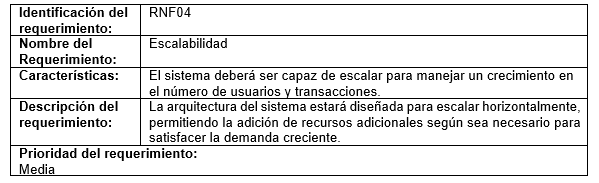 Identificación del requerimiento: RNF04
Nombre del Requerimiento: Escalabilidad
Características: El sistema deberá ser capaz de escalar para manejar un crecimiento en el número de usuarios y transacciones.
Descripción del requerimiento: La arquitectura del sistema estará diseñada para escalar horizontalmente, permitiendo la adición de recursos adicionales según sea necesario para satisfacer la demanda creciente.
Prioridad del requerimiento:
Media